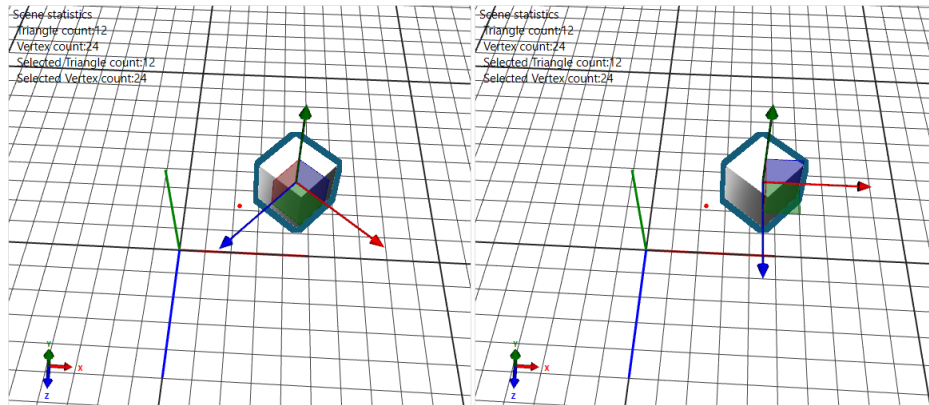 Scene statistics
Triangle count:12
Vertex count:24
Selected Triangle count:12
Selected Vertex count:24
Y
X
Z
Scene statistics
Triangle count:12
Vertex count:24
Selected Triangle count:12
Selected Vertex count:24
Y
X
Z